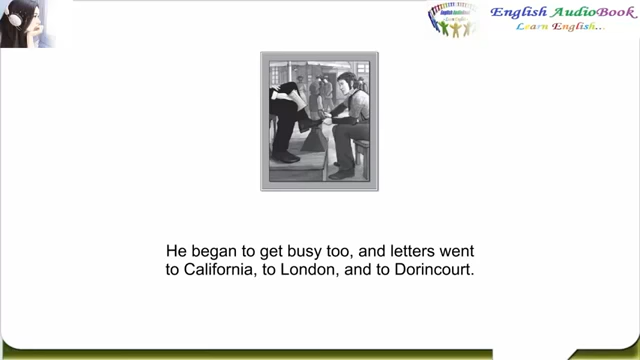 English AudioBook
Learn English...
He began to get busy too, and letters went
to California, to London, and to Dorincourt.